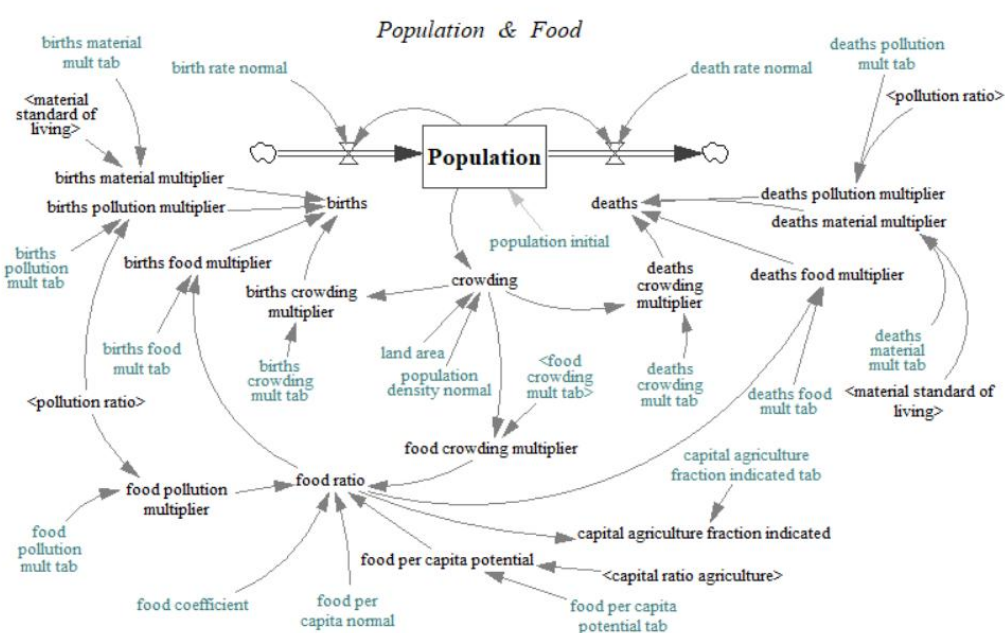 Population & Food
births material
mult tab
birth rate normal
death rate normal
deaths pollution
mult tab
<material
standard of
living>
<pollution ratio>
Population
births material multiplier
births pollution multiplier
births
deaths
deaths pollution multiplier
deaths material multiplier
population initial
births
pollution
mult tab
births food multiplier
births crowding
multiplier
crowding
deaths
crowding
multiplier
deaths food multiplier
births food
mult tab
births
crowding
mult tab
land area
population
density normal
<food
crowding
mult tab>
deaths
crowding
mult tab
deaths
material
mult tab
deaths food
mult tab
<material standard of
living>
<pollution ratio>
food crowding multiplier
capital agriculture
fraction indicated tab
food pollution
multiplier
food ratio
food
pollution
mult tab
capital agriculture fraction indicated
food per capita potential
<capital ratio agriculture>
food coefficient
food per
capita normal
food per capita
potential tab